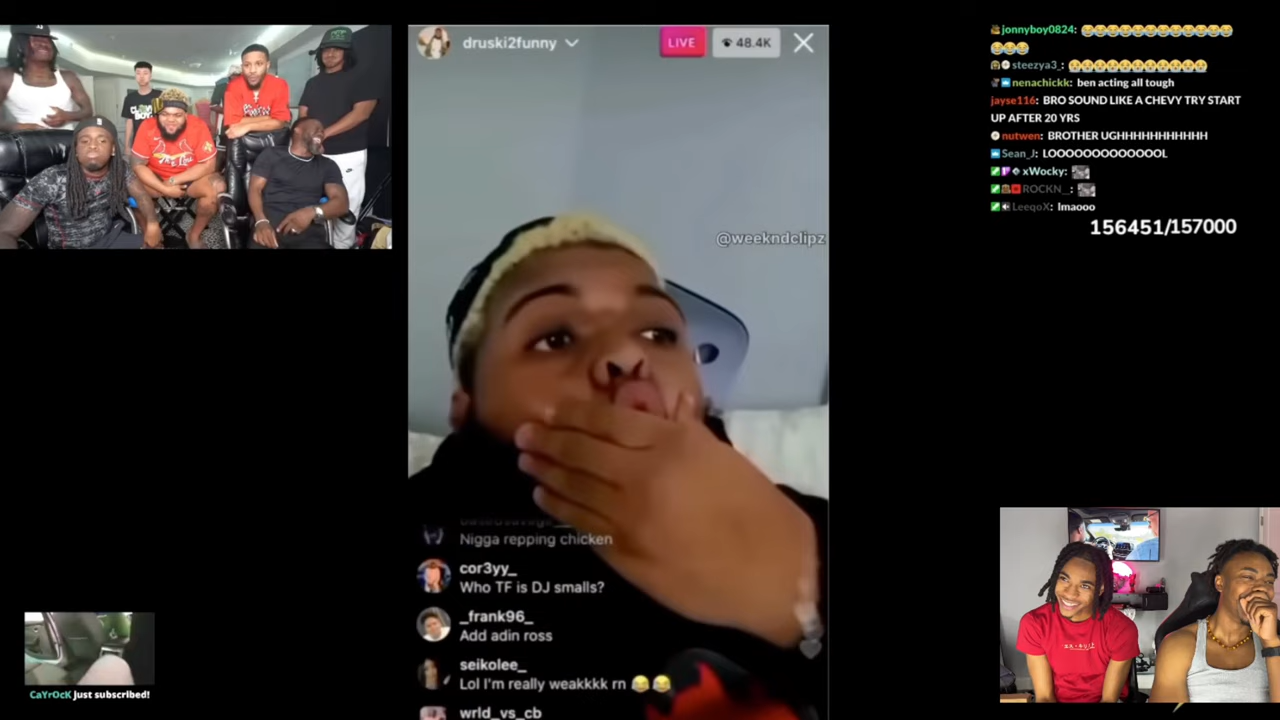 druski2funny
LIVE
48.4K
@weekndclipz
Nigga repping chicken
cor3yy_
Who TF is DJ smalls?
_frank96_
Add adin ross
seikolee_
Lol I'm really weakkkk rn 😂😂
wrld_vs_cb
jonnyboy0824: 😂😂😂😂😂😂😂😂😂😂😂😂😂
😂😂😂
steezya3_: 😭😭😭😭😭😭😭😭😭😭😭
nenachickk: ben acting all tough
jayse116: BRO SOUND LIKE A CHEVY TRY START
UP AFTER 20 YRS
nutwen: BROTHER UGHHHHHHHHHHH
Sean_J: LOOOOOOOOOOOOOL
xWocky:
ROCKN__:
LeeqoX: lmaooo
156451/157000
CaYrOcK just subscribed!